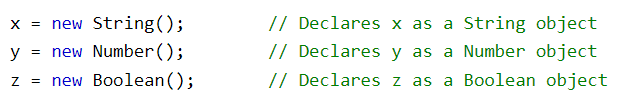 x = new String();        // Declares x as a String object
y = new Number();        // Declares y as a Number object
z = new Boolean();       // Declares z as a Boolean object